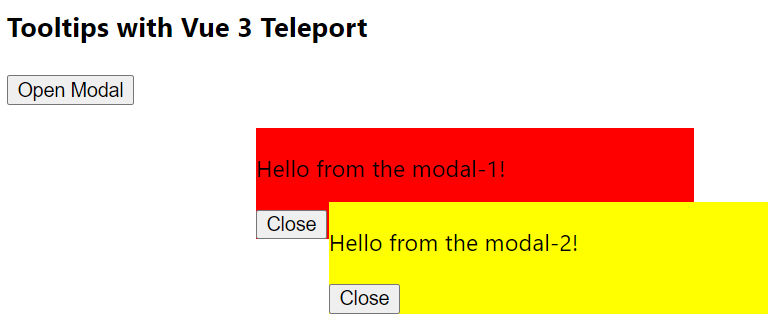 Tooltips with Vue 3 Teleport
Open Modal
Hello from the modal-1!
Close
Hello from the modal-2!
Close